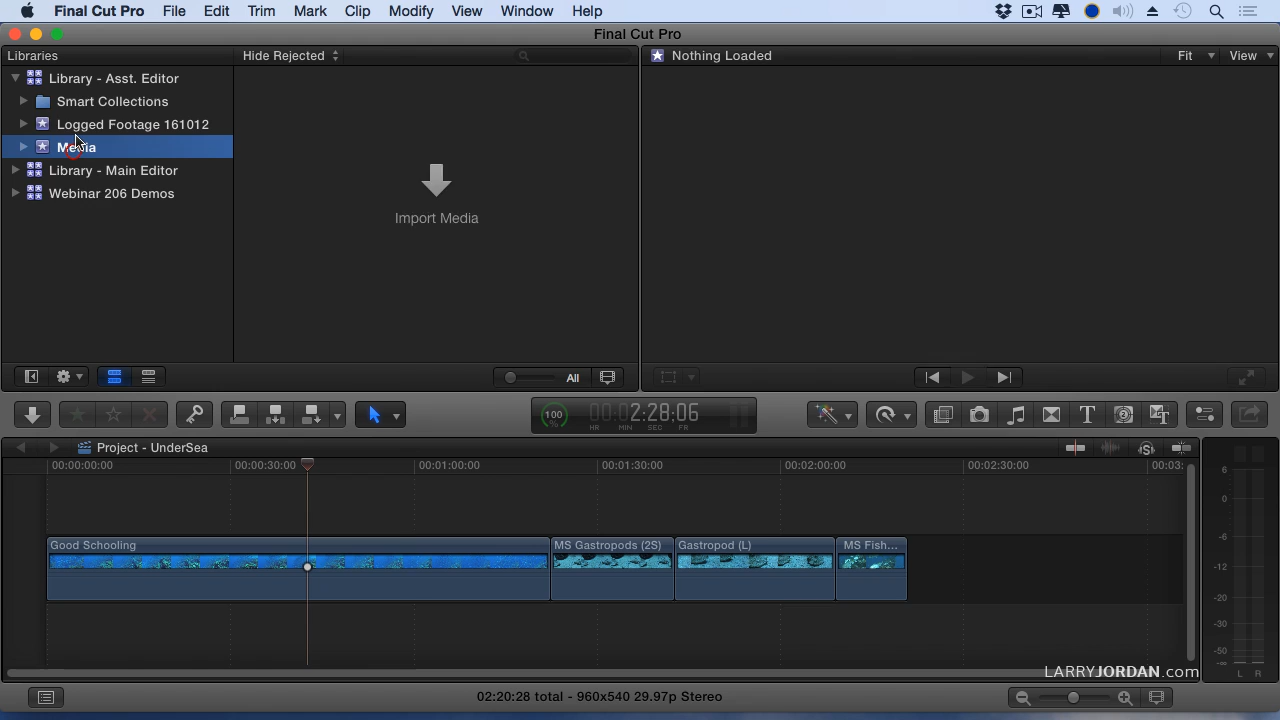 Final Cut Pro File Edit Trim Mark Clip Modify View Window Help
Final Cut Pro
Libraries
Hide Rejected
Nothing Loaded
Fit
View
Library - Asst. Editor
Smart Collections
Logged Footage 161012
Media
Library - Main Editor
Webinar 206 Demos
Import Media
All
100
00:00:02:28:06
HR MIN SEC FR
Project - UnderSea
00:00:00:00 00:00:30:00 00:01:00:00 00:01:30:00 00:02:00:00 00:02:30:00 00:03:
Good Schooling
MS Gastropods (2S)
Gastropod (L)
MS Fish...
6
0
-6
-12
-20
-30
-50
-∞
L R
LARRYJORDAN.com
02:20:28 total - 960x540 29.97p Stereo